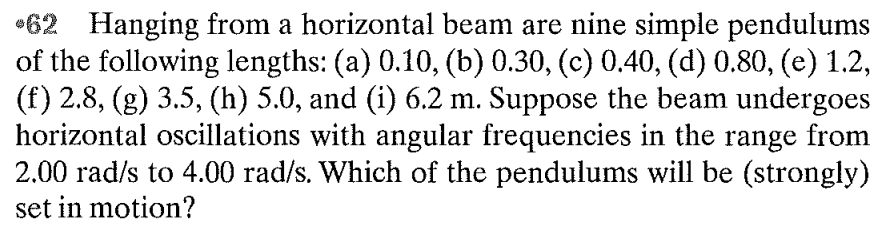 •62 Hanging from a horizontal beam are nine simple pendulums
of the following lengths: (a) 0.10, (b) 0.30, (c) 0.40, (d) 0.80, (e) 1.2,
(f) 2.8, (g) 3.5, (h) 5.0, and (i) 6.2 m. Suppose the beam undergoes
horizontal oscillations with angular frequencies in the range from
2.00 rad/s to 4.00 rad/s. Which of the pendulums will be (strongly)
set in motion?